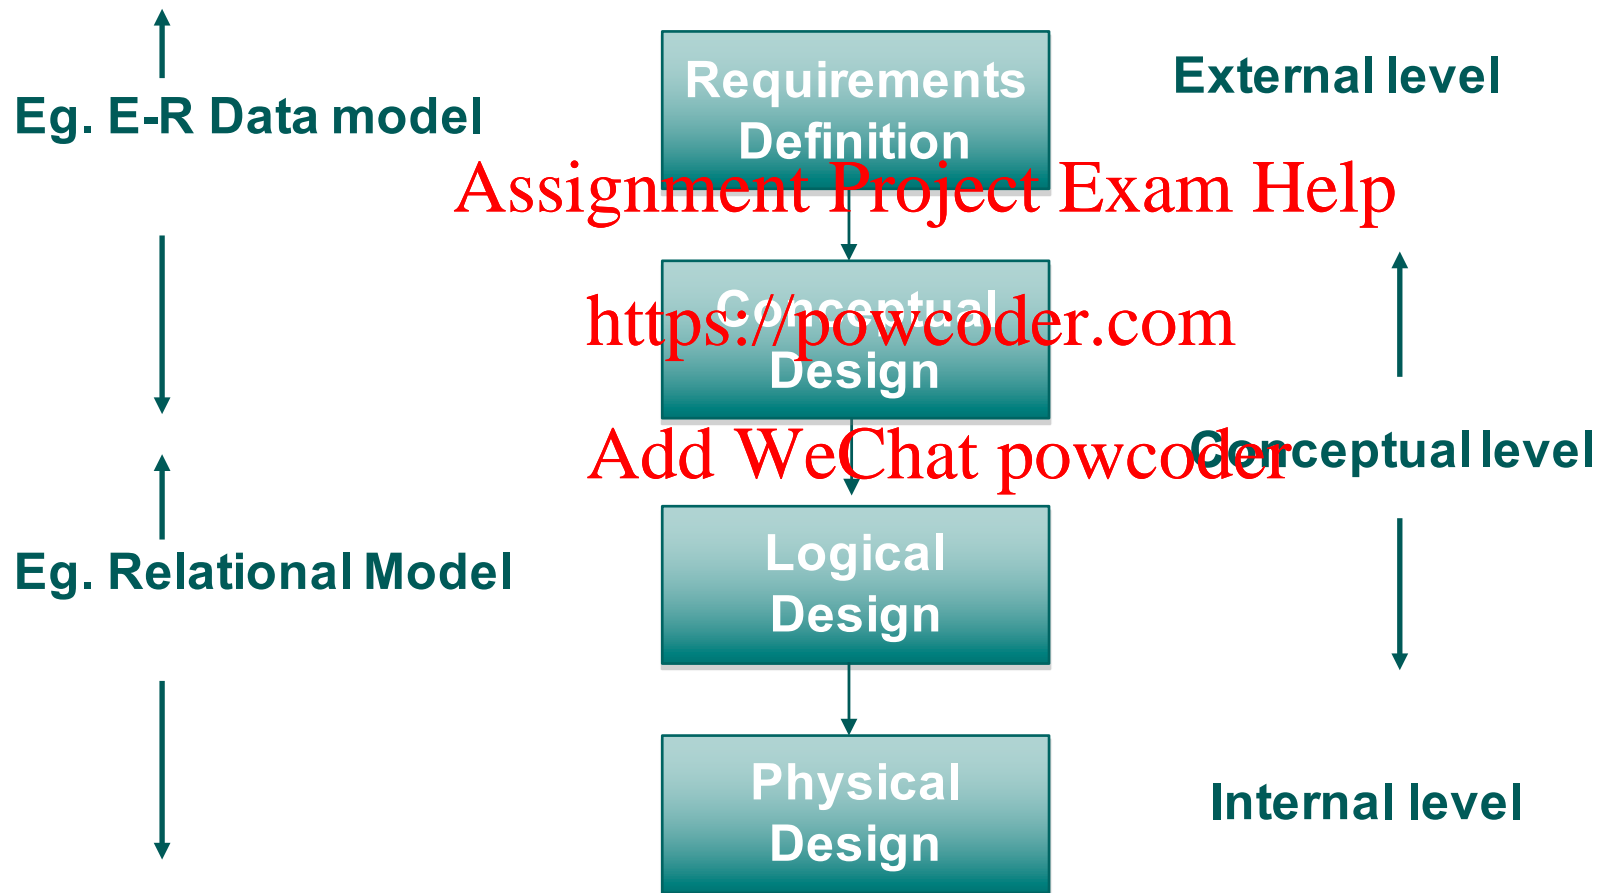 Requirements
Definition
External level
Eg. E-R Data model
Assignment Project Exam Help
Conceptual
Design
https://powcoder.com
Add WeChat powcoder
Conceptual level
Logical
Design
Eg. Relational Model
Physical
Design
Internal level